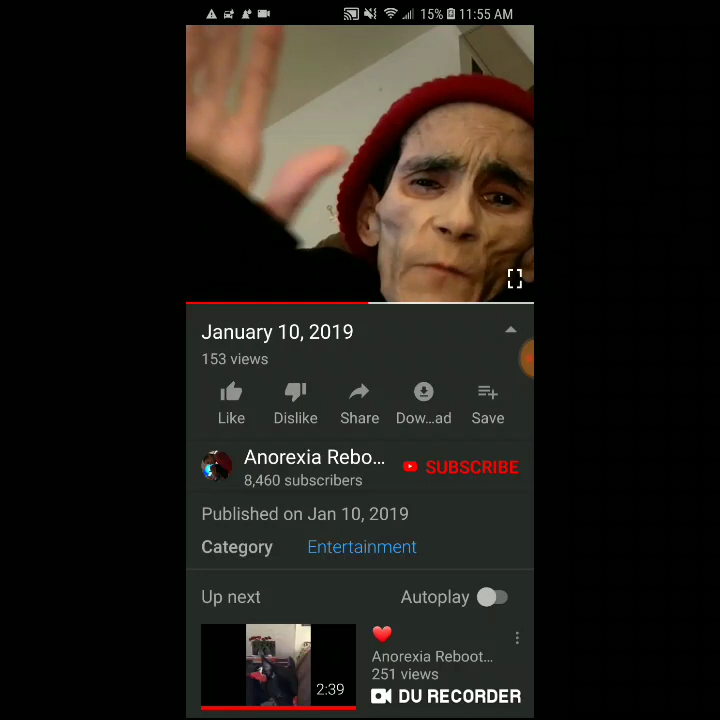 15% 11:55 AM
January 10, 2019
153 views
Like Dislike Share Dow...ad Save
Anorexia Rebo...
SUBSCRIBE
8,460 subscribers
Published on Jan 10, 2019
Category Entertainment
Up next Autoplay
2:39
Anorexia Reboot...
251 views
DU RECORDER